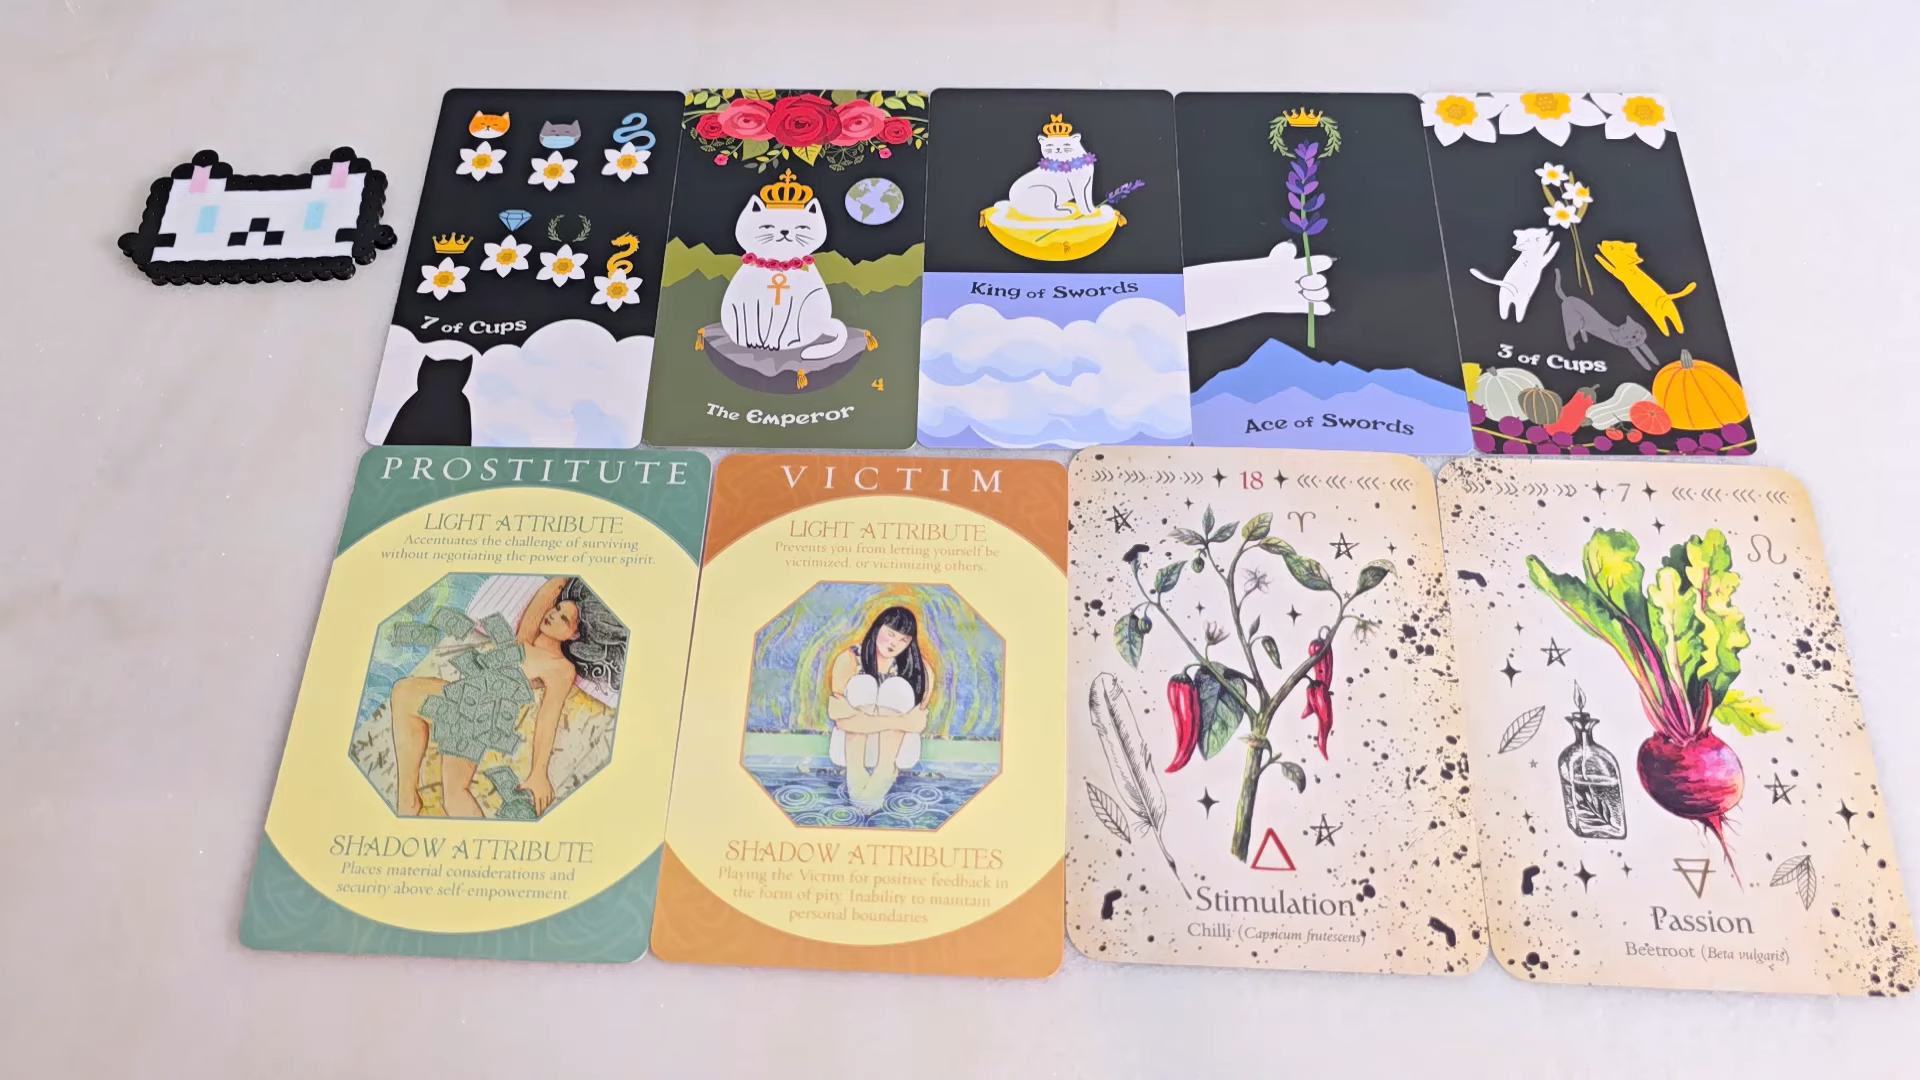 7 of Cups
4
The Emperor
King of Swords
Ace of Swords
3 of Cups
PROSTITUTE
LIGHT ATTRIBUTE
Accentuates the challenge of surviving
without negotiating the power of your spirit.
SHADOW ATTRIBUTE
Places material considerations and
security above self-empowerment.
VICTIM
LIGHT ATTRIBUTE
Prevents you from letting yourself be
victimized, or victimizing others.
SHADOW ATTRIBUTES
Playing the Victim for positive feedback in
the form of pity. Inability to maintain
personal boundaries
18
Stimulation
Chilli (Capsicum frutescens)
7
Passion
Beetroot (Beta vulgaris)